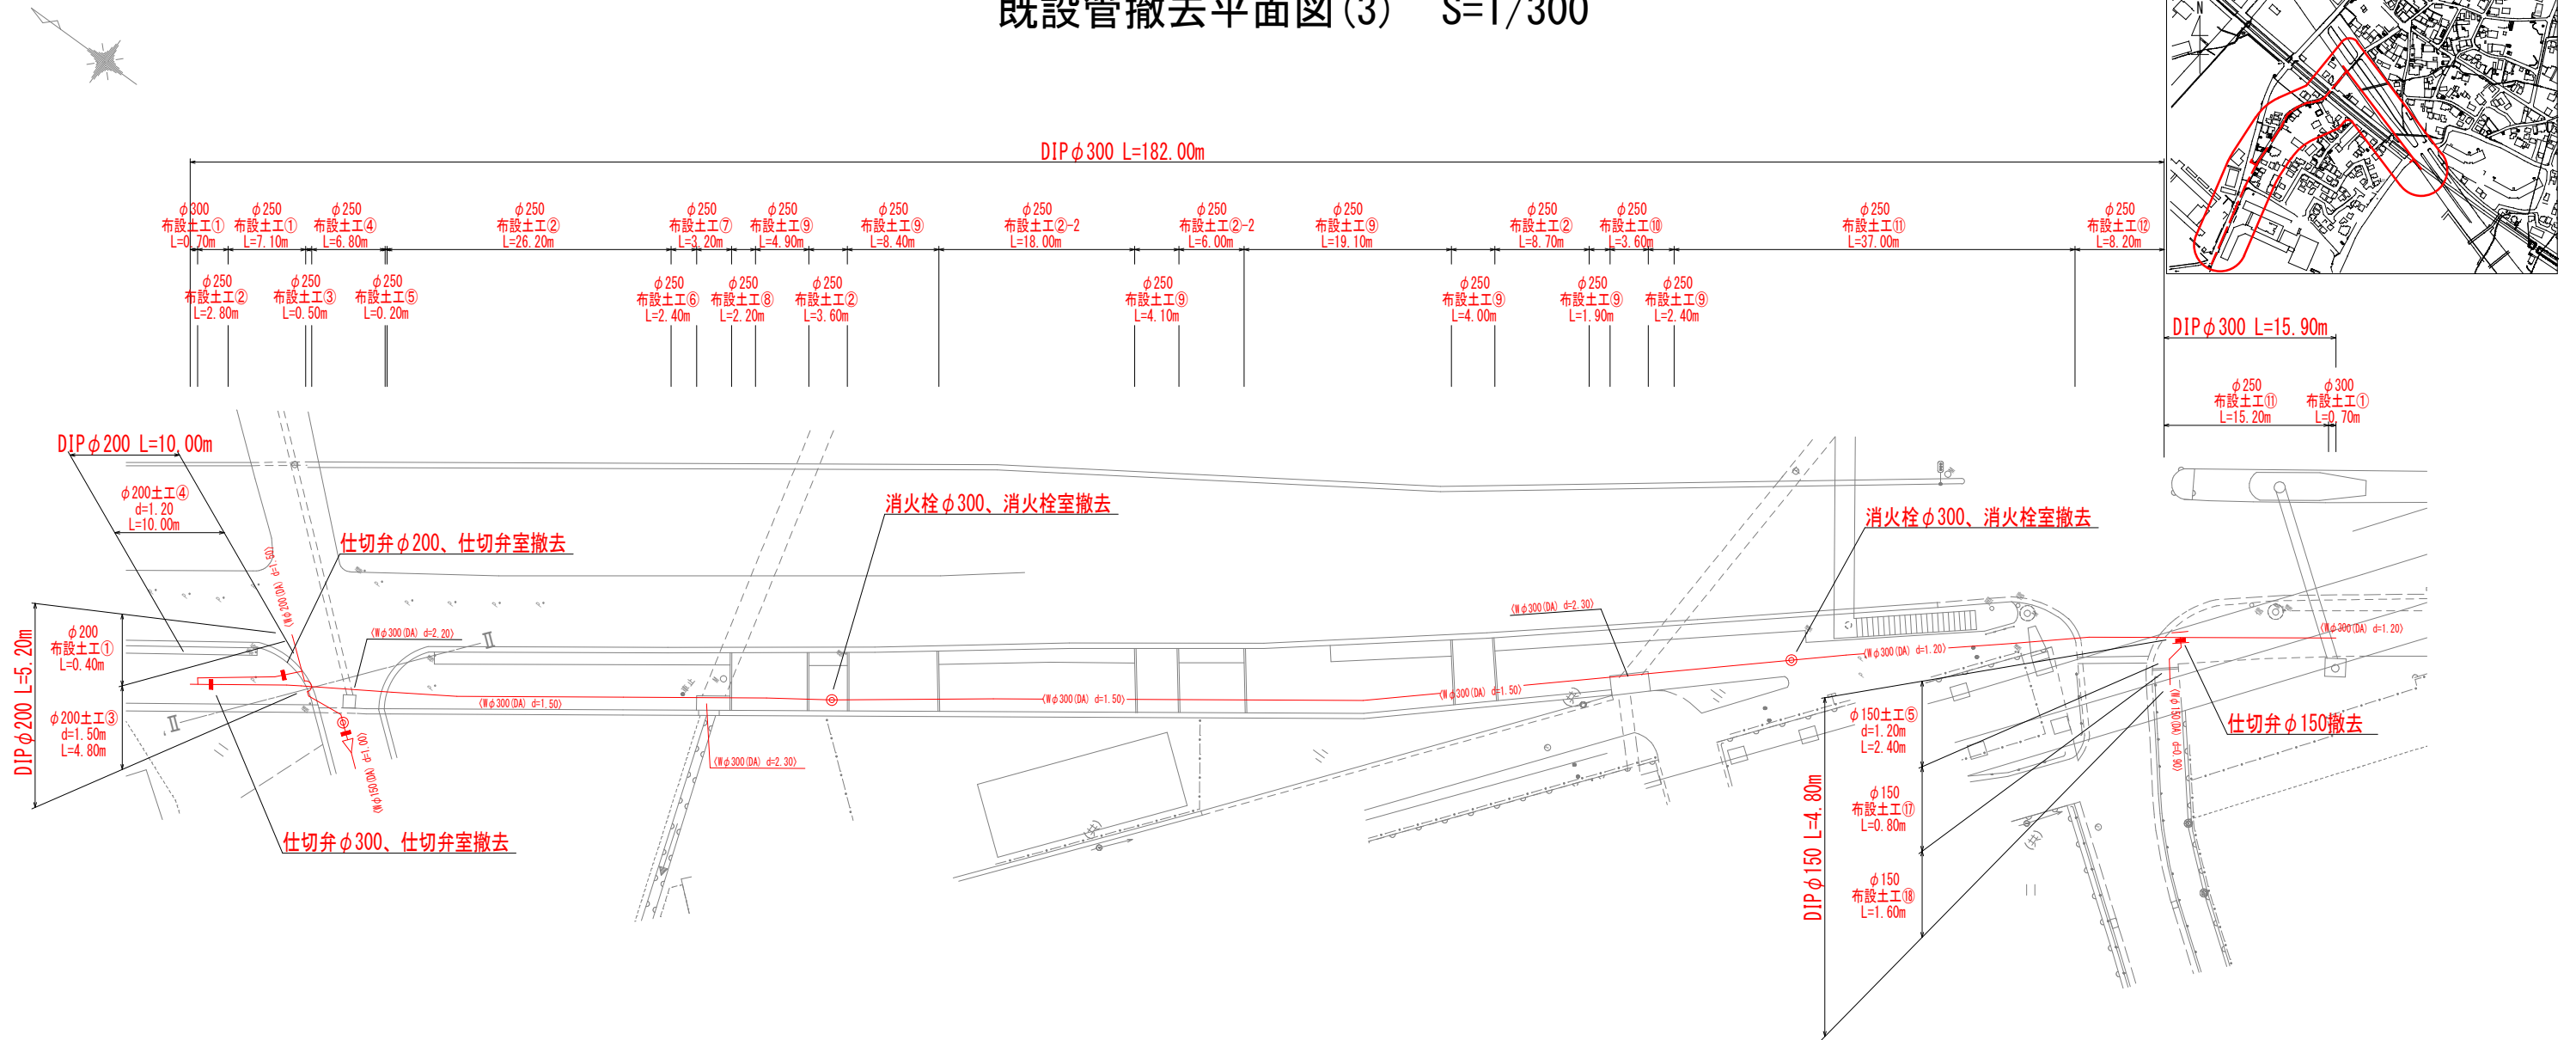 既設管撤去平面図(3) S=1/300
N
DIPφ300 L=182.00m
φ300
布設土工①
L=0.70m
φ250
布設土工①
L=7.10m
φ250
布設土工④
L=6.80m
φ250
布設土工②
L=26.20m
φ250
布設土工⑦
L=3.20m
φ250
布設土工⑨
L=4.90m
φ250
布設土工⑨
L=8.40m
φ250
布設土工②-2
L=18.00m
φ250
布設土工②-2
L=6.00m
φ250
布設土工⑨
L=19.10m
φ250
布設土工②
L=8.70m
φ250
布設土工⑩
L=3.60m
φ250
布設土工⑪
L=37.00m
φ250
布設土工⑫
L=8.20m
φ250
布設土工②
L=2.80m
φ250
布設土工③
L=0.50m
φ250
布設土工⑤
L=0.20m
φ250
布設土工⑥
L=2.40m
φ250
布設土工⑧
L=2.20m
φ250
布設土工②
L=3.60m
φ250
布設土工⑨
L=4.10m
φ250
布設土工⑨
L=4.00m
φ250
布設土工⑨
L=1.90m
φ250
布設土工⑨
L=2.40m
DIPφ300 L=15.90m
φ250
布設土工⑪
L=15.20m
φ300
布設土工①
L=0.70m
DIPφ200 L=10.00m
φ200土工④
d=1.20
L=10.00m
仕切弁φ200、仕切弁室撤去
消火栓φ300、消火栓室撤去
消火栓φ300、消火栓室撤去
(Wφ200(DA) d=1.50)
(Wφ300(DA) d=2.20)
Ⅱ
(Wφ300(DA) d=2.30)
(Wφ300(DA) d=1.20)
(Wφ300(DA) d=1.20)
DIPφ200 L=5.20m
φ200
布設土工①
L=0.40m
φ200土工③
d=1.50m
L=4.80m
Ⅱ
(Wφ300(DA) d=1.50)
(Wφ300(DA) d=1.50)
(Wφ300(DA) d=1.50)
(Wφ150(DA) d=1.00)
(Wφ300(DA) d=2.30)
仕切弁φ300、仕切弁室撤去
DIPφ150 L=4.80m
φ150土工⑤
d=1.20m
L=2.40m
φ150
布設土工⑰
L=0.80m
φ150
布設土工⑱
L=1.60m
(Wφ150(DA) d=0.90)
仕切弁φ150撤去